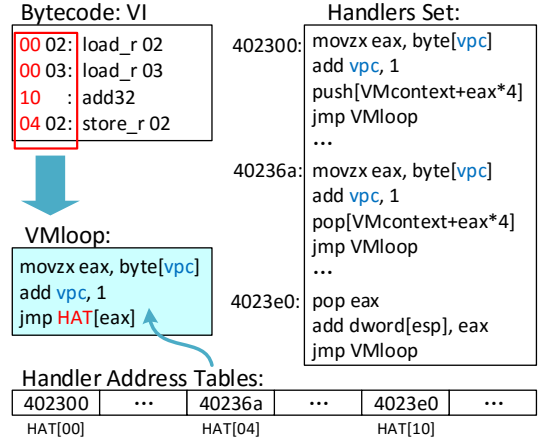 Bytecode: VI
00 02: load_r 02
00 03: load_r 03
10 : add32
04 02: store_r 02
VMloop:
movzx eax, byte[vpc]
add vpc, 1
jmp HAT[eax]
Handlers Set:
402300: movzx eax, byte[vpc]
add vpc, 1
push[VMcontext+eax*4]
jmp VMloop
...
40236a: movzx eax, byte[vpc]
add vpc, 1
pop[VMcontext+eax*4]
jmp VMloop
...
4023e0: pop eax
add dword[esp], eax
jmp VMloop
Handler Address Tables:
402300 ... 40236a ... 4023e0 ...
HAT[00] HAT[04] HAT[10]